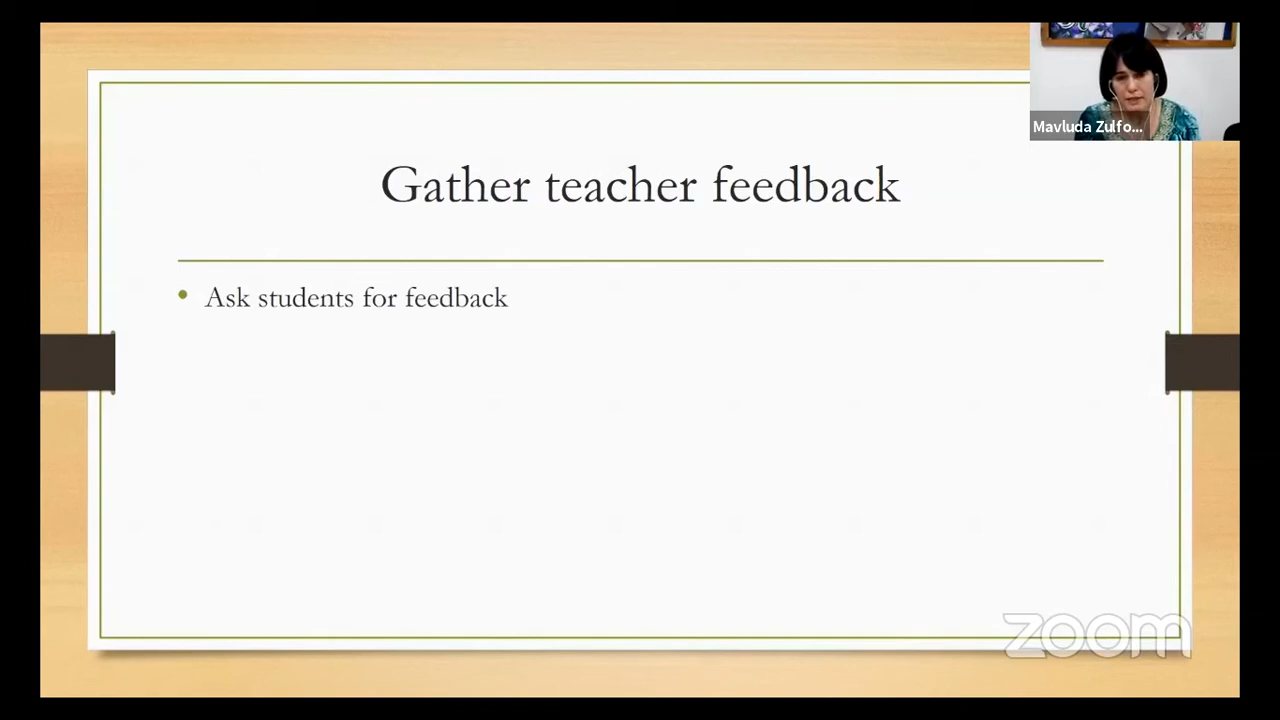 Mavluda Zulfo...
Gather teacher feedback
Ask students for feedback
zoom